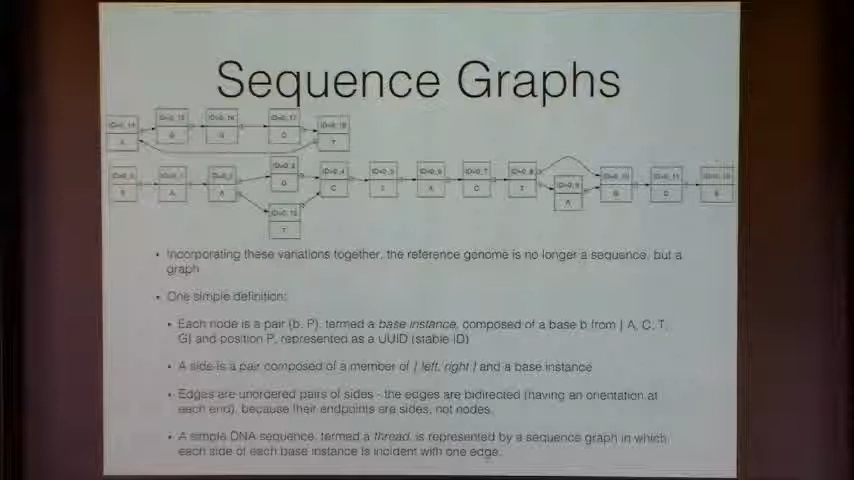 Sequence Graphs
• Incorporating these variations together, the reference genome is no longer a sequence, but a
graph
• One simple definition:
• Each node is a pair (b, P), termed a base instance, composed of a base b from { A, C, T,
G} and position P, represented as a UUID (stable ID)
• A side is a pair composed of a member of { left, right } and a base instance
• Edges are unordered pairs of sides - the edges are bidirected (having an orientation at
each end), because their endpoints are sides, not nodes.
• A simple DNA sequence, termed a thread, is represented by a sequence graph in which
each side of each base instance is incident with one edge.